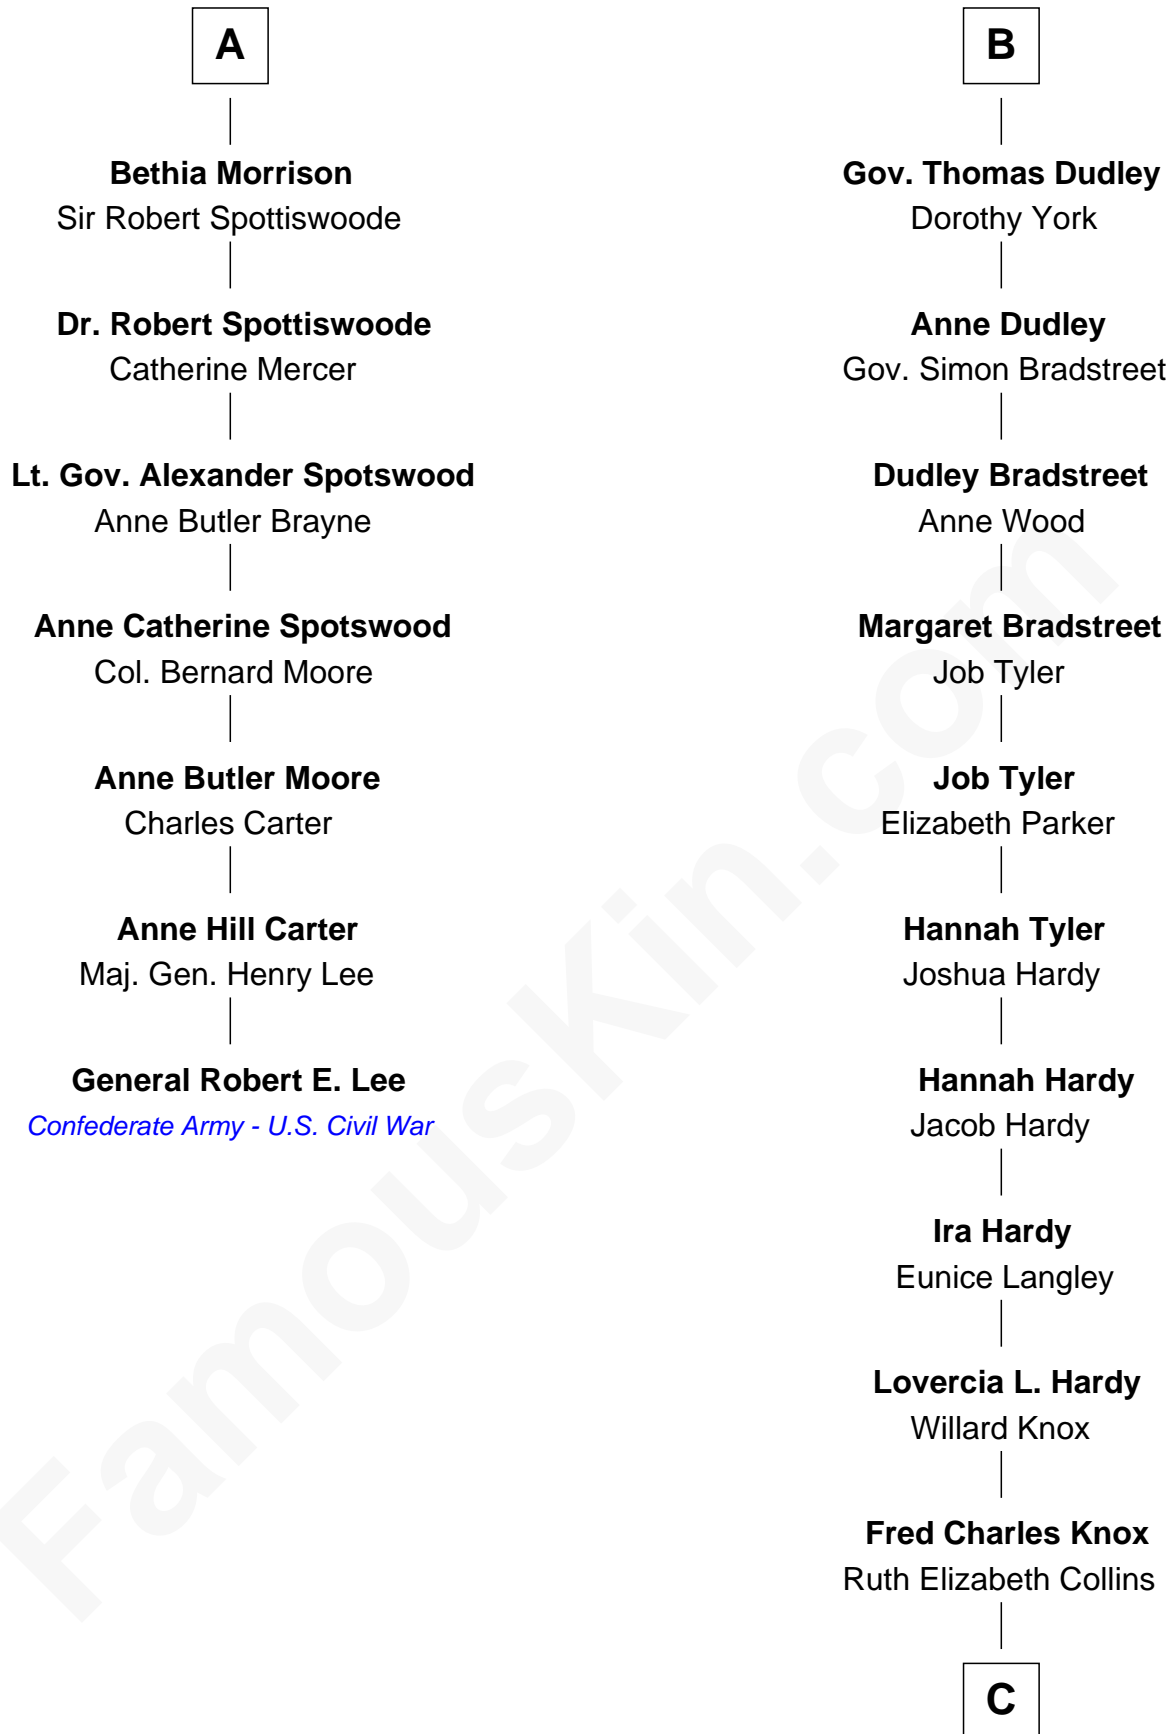 A
Bethia Morrison
Sir Robert Spottiswoode
Dr. Robert Spottiswoode
Catherine Mercer
Lt. Gov. Alexander Spotswood
Anne Butler Brayne
Anne Catherine Spotswood
Col. Bernard Moore
Anne Butler Moore
Charles Carter
Anne Hill Carter
Maj. Gen. Henry Lee
General Robert E. Lee
Confederate Army - U.S. Civil War
B
Gov. Thomas Dudley
Dorothy York
Anne Dudley
Gov. Simon Bradstreet
Dudley Bradstreet
Anne Wood
Margaret Bradstreet
Job Tyler
Job Tyler
Elizabeth Parker
Hannah Tyler
Joshua Hardy
Hannah Hardy
Jacob Hardy
Ira Hardy
Eunice Langley
Lovercia L. Hardy
Willard Knox
Fred Charles Knox
Ruth Elizabeth Collins
C
FamousKin.com